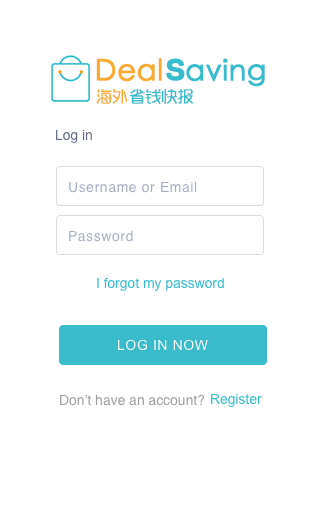 DealSaving
海外省钱快报
Log in
Username or Email
Password
I forgot my password
LOG IN NOW
Don't have an account? Register